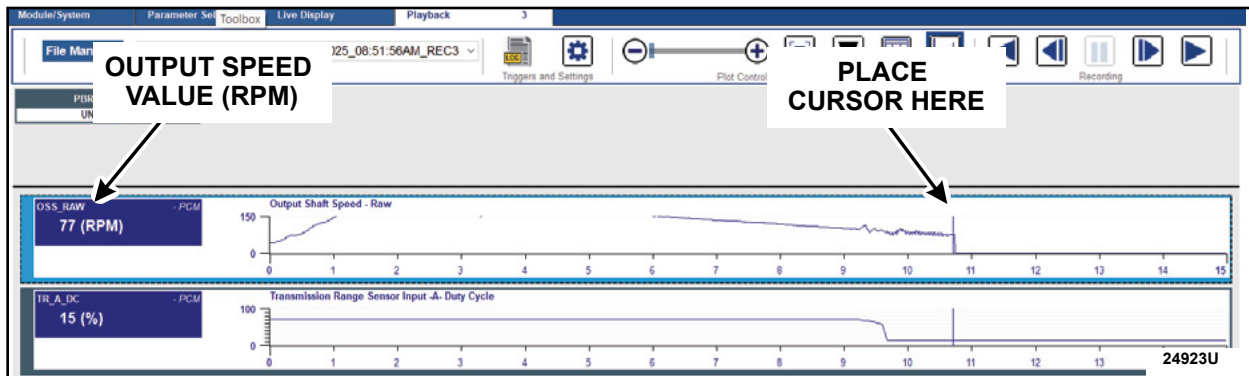 Module/System Parameter Sel Toolbox Live Display Playback 3
File Man 025_08:51:56AM_REC3
LOG
Triggers and Settings Plot Control Recording
OUTPUT SPEED
VALUE (RPM)
PLACE
CURSOR HERE
PBR
UN
OSS_RAW - PCM
77 (RPM)
Output Shaft Speed - Raw
150
0
0 1 2 3 4 5 6 7 8 9 10 11 12 13 14 15
TR_A_DC - PCM
15 (%)
Transmission Range Sensor Input -A- Duty Cycle
100
0
0 1 2 3 4 5 6 7 8 9 10 11 12 13
24923U